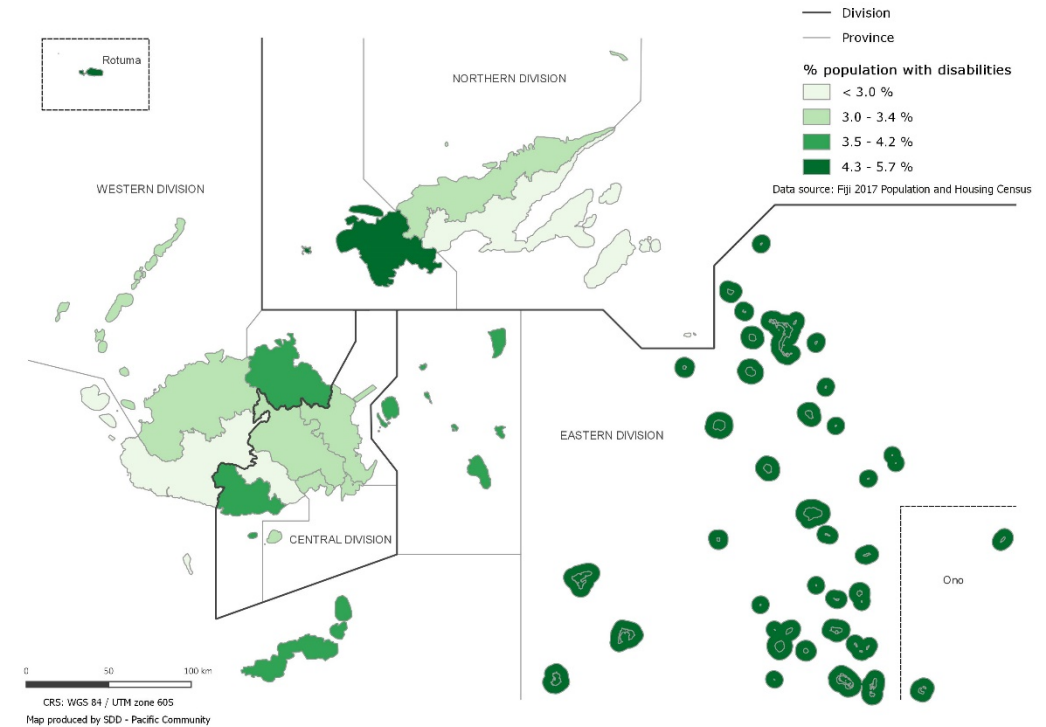 Division
Province
% population with disabilities
< 3.0 %
3.0 - 3.4 %
3.5 - 4.2 %
4.3 - 5.7 %
Data source: Fiji 2017 Population and Housing Census
Rotuma
NORTHERN DIVISION
WESTERN DIVISION
EASTERN DIVISION
CENTRAL DIVISION
Ono
0 50 100 km
CRS: WGS 84 / UTM zone 60S
Map produced by SDD - Pacific Community